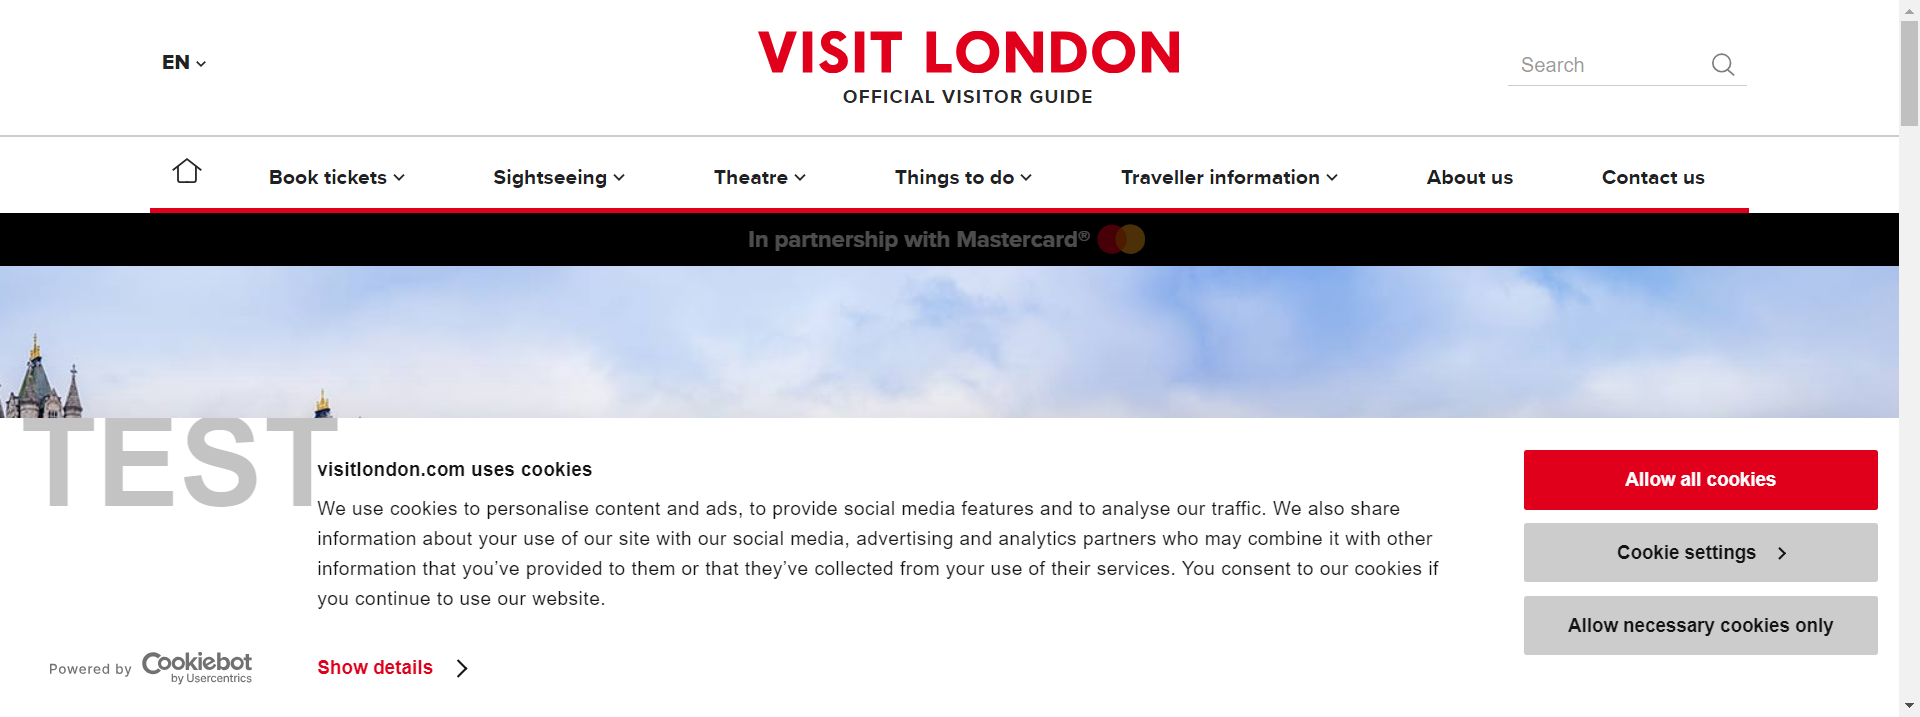 EN
VISIT LONDON
OFFICIAL VISITOR GUIDE
Search
Book tickets
Sightseeing
Theatre
Things to do
Traveller information
About us
Contact us
In partnership with Mastercard®
TEST
visitlondon.com uses cookies
We use cookies to personalise content and ads, to provide social media features and to analyse our traffic. We also share
information about your use of our site with our social media, advertising and analytics partners who may combine it with other
information that you’ve provided to them or that they’ve collected from your use of their services. You consent to our cookies if
you continue to use our website.
Show details
Powered by Cookiebot
by Usercentrics
Allow all cookies
Cookie settings
Allow necessary cookies only